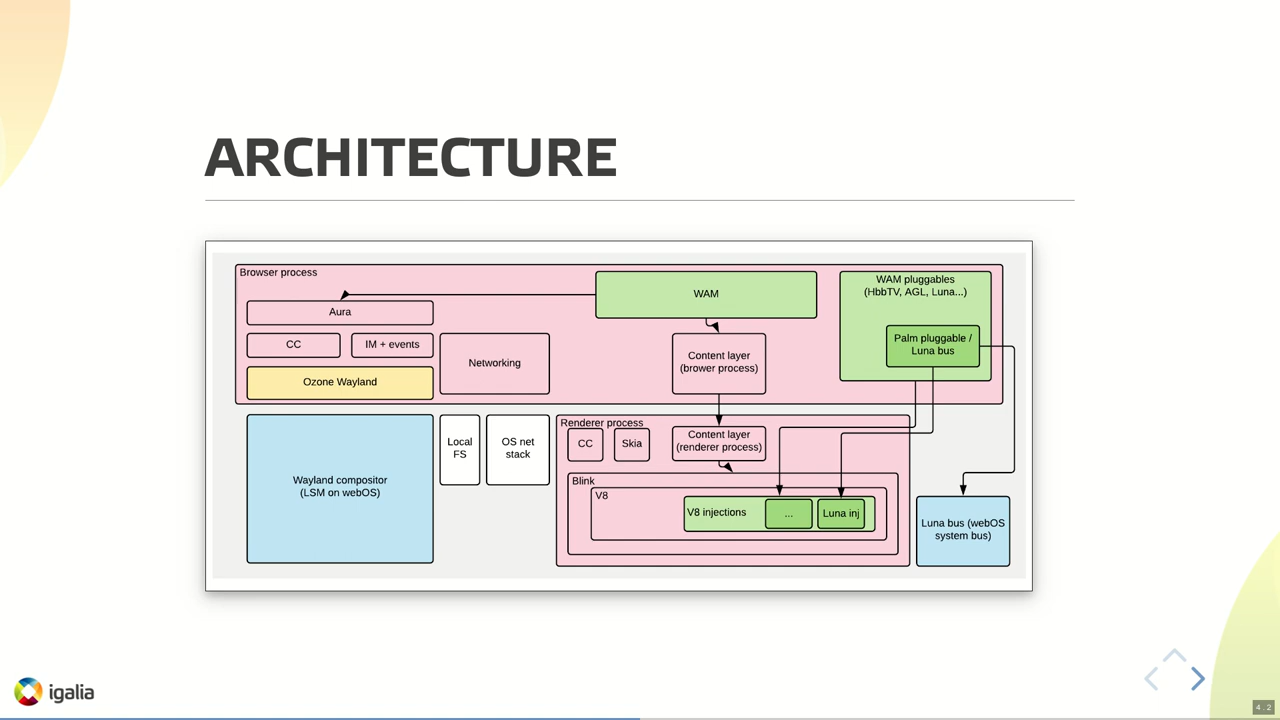 ARCHITECTURE
Browser process
WAM
WAM pluggables
(HbbTV, AGL, Luna...)
Aura
CC
IM + events
Networking
Content layer
(brower process)
Palm pluggable /
Luna bus
Ozone Wayland
Wayland compositor
(LSM on webOS)
Local
FS
OS net
stack
Renderer process
CC
Skia
Content layer
(renderer process)
Blink
V8
V8 injections
...
Luna inj
Luna bus (webOS
system bus)
igalia
4.2